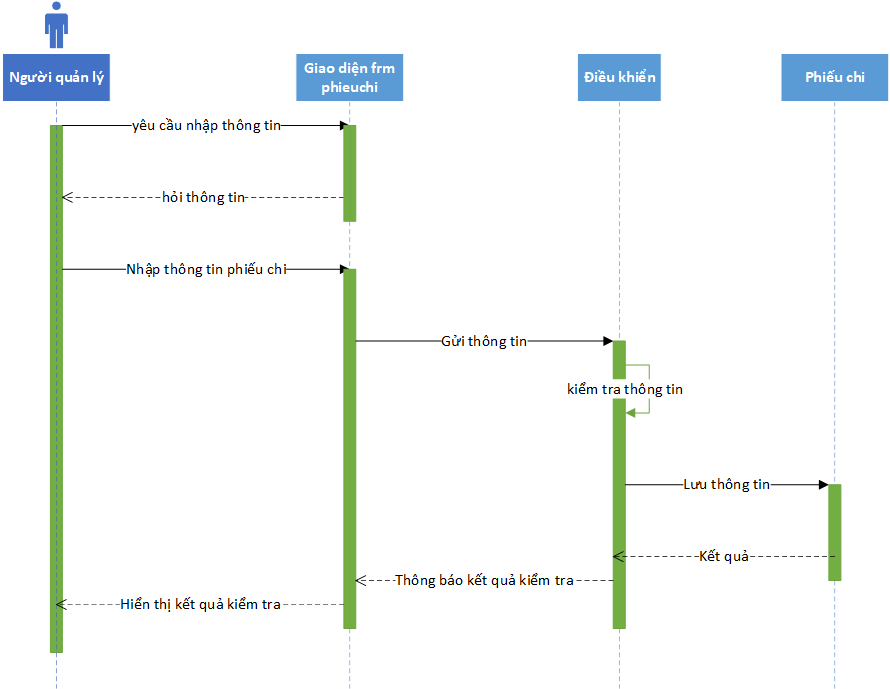 Người quản lý
Giao diện frm
phieuchi
Điều khiển
Phiếu chi
yêu cầu nhập thông tin
hỏi thông tin
Nhập thông tin phiếu chi
Gửi thông tin
kiểm tra thông tin
Lưu thông tin
Kết quả
Thông báo kết quả kiểm tra
Hiển thị kết quả kiểm tra